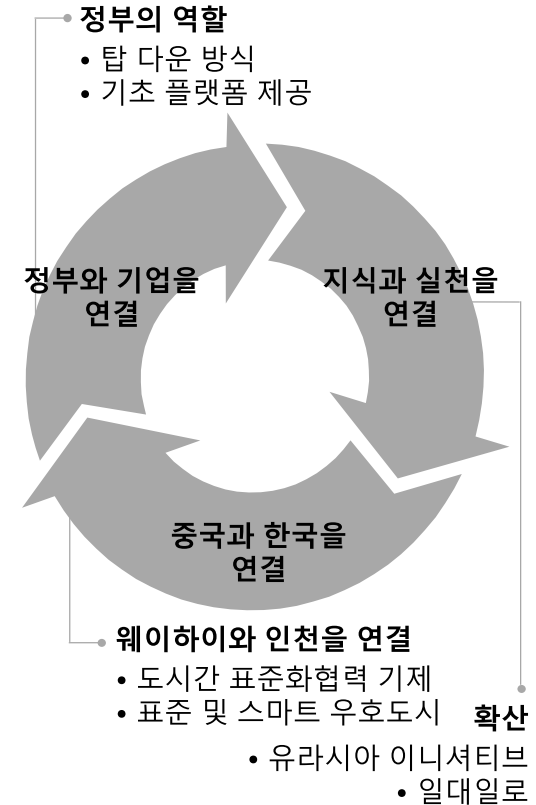 정부의 역할
• 탑 다운 방식
• 기초 플랫폼 제공
정부와 기업을
연결
지식과 실천을
연결
중국과 한국을
연결
웨이하이와 인천을 연결
• 도시간 표준화협력 기제
• 표준 및 스마트 우호도시
확산
• 유라시아 이니셔티브
• 일대일로